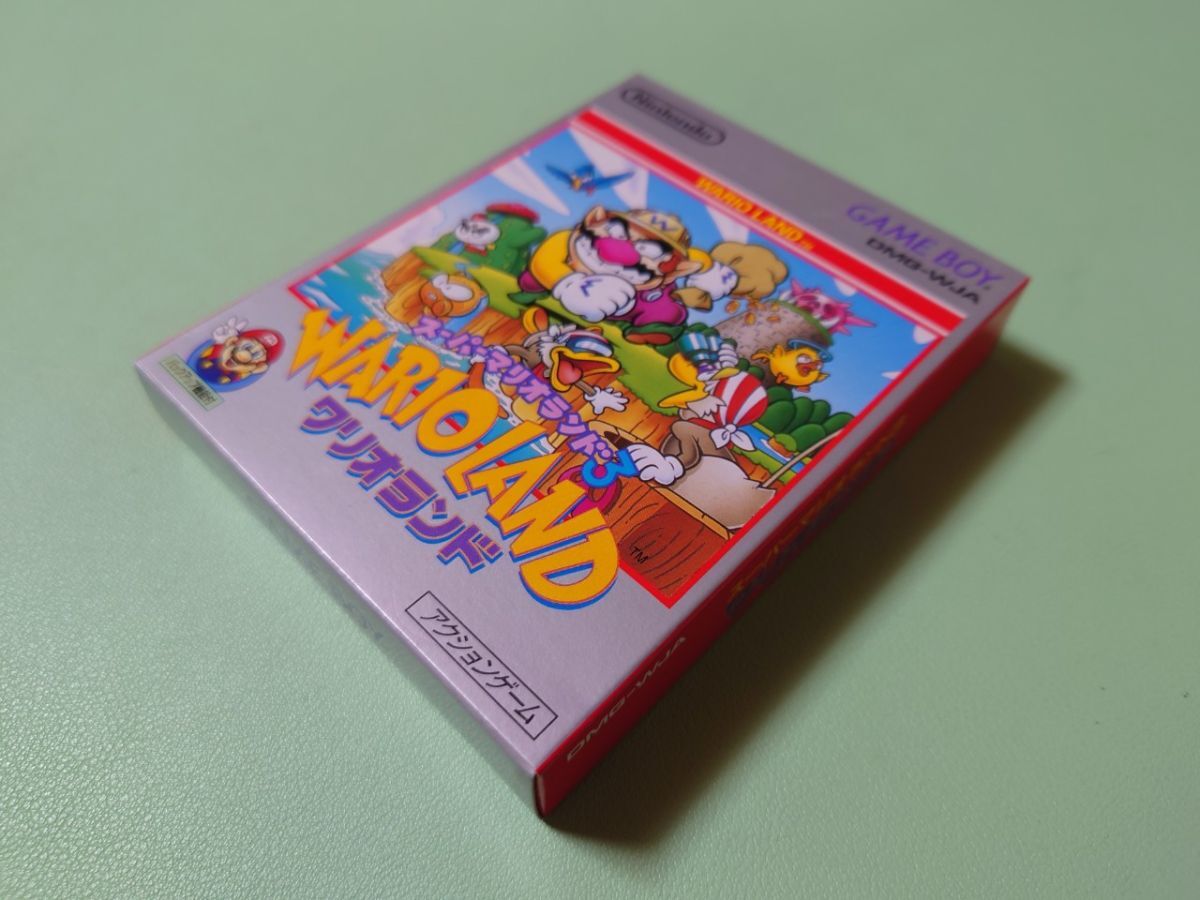 Nintendo
GAME BOY
DMG-WJA
WARIO LAND TM
スーパーマリオランド3
WARIO LAND
ワリオランド
TM
アクションゲーム
DMG-WJA